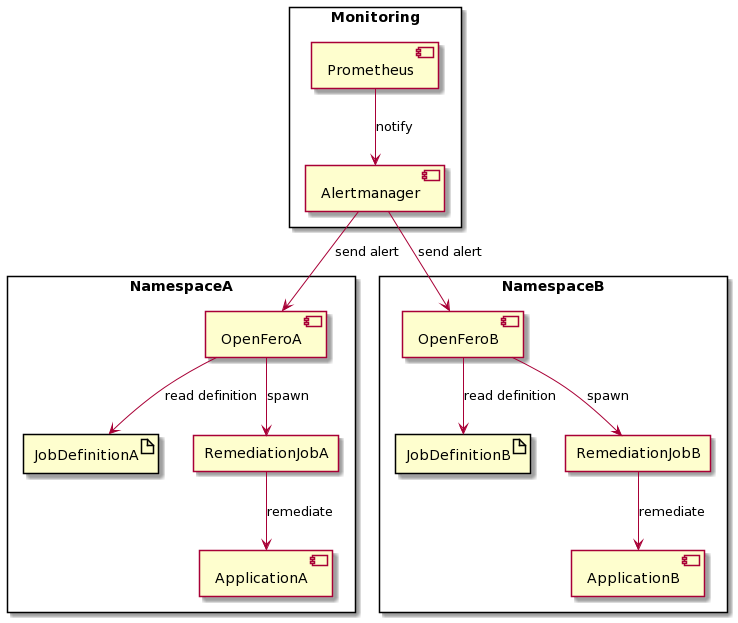 Monitoring
Prometheus
notify
Alertmanager
send alert
send alert
NamespaceA
OpenFeroA
read definition
spawn
JobDefinitionA
RemediationJobA
remediate
ApplicationA
NamespaceB
OpenFeroB
read definition
spawn
JobDefinitionB
RemediationJobB
remediate
ApplicationB